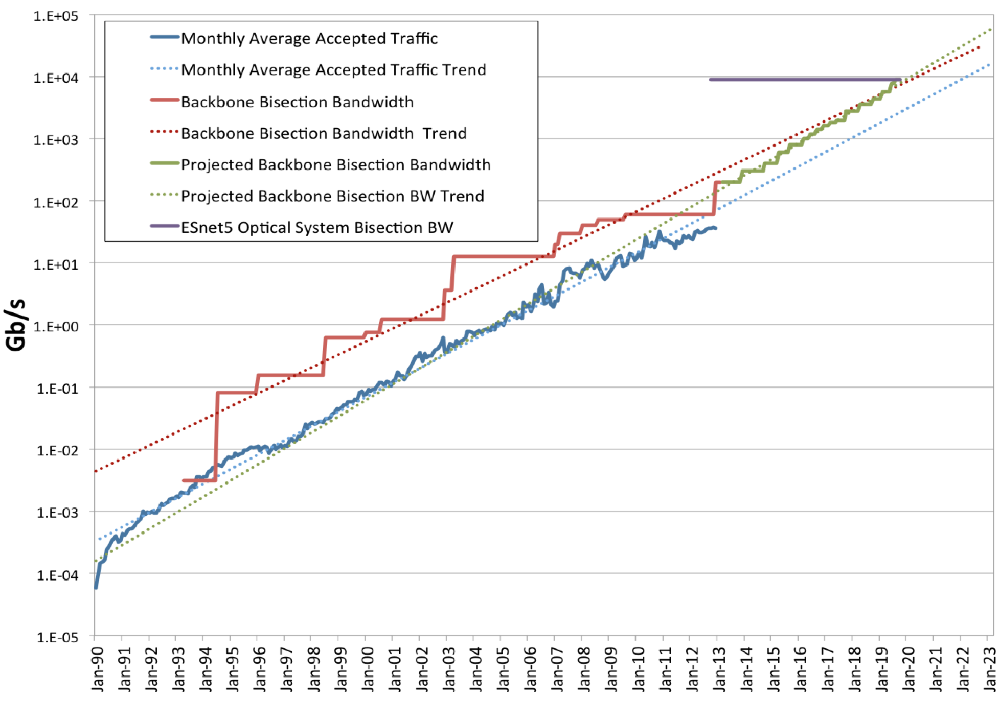 1.E+05
1.E+04
1.E+03
1.E+02
1.E+01
1.E+00
1.E-01
1.E-02
1.E-03
1.E-04
1.E-05
Gb/s
Monthly Average Accepted Traffic
Monthly Average Accepted Traffic Trend
Backbone Bisection Bandwidth
Backbone Bisection Bandwidth Trend
Projected Backbone Bisection Bandwidth
Projected Backbone Bisection BW Trend
ESnet5 Optical System Bisection BW
Jan-90
Jan-91
Jan-92
Jan-93
Jan-94
Jan-95
Jan-96
Jan-97
Jan-98
Jan-99
Jan-00
Jan-01
Jan-02
Jan-03
Jan-04
Jan-05
Jan-06
Jan-07
Jan-08
Jan-09
Jan-10
Jan-11
Jan-12
Jan-13
Jan-14
Jan-15
Jan-16
Jan-17
Jan-18
Jan-19
Jan-20
Jan-21
Jan-22
Jan-23